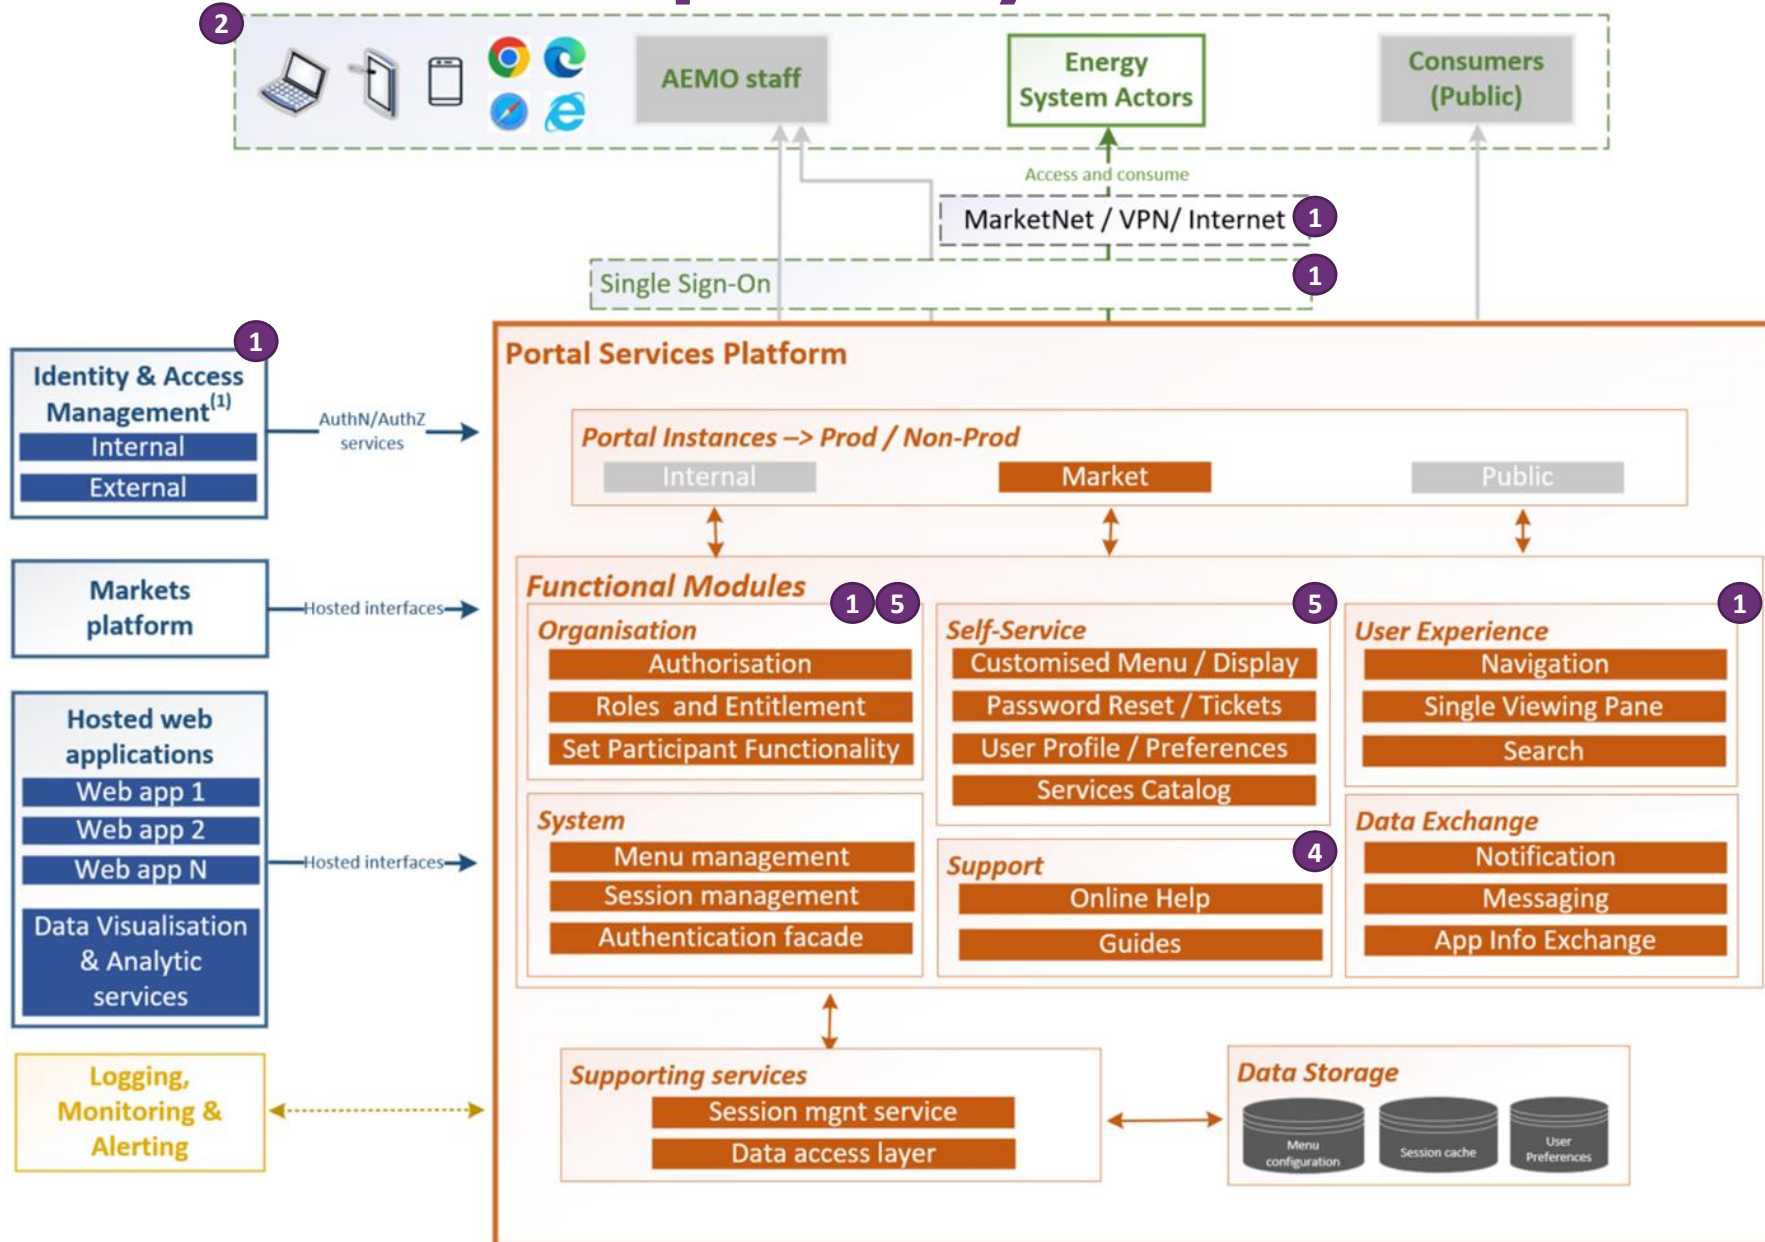 2
AEMO staff
Energy
System Actors
Consumers
(Public)
Access and consume
MarketNet / VPN/ Internet
1
Single Sign-On
1
1
Identity & Access
Management(1)
Internal
External
AuthN/AuthZ
services
Markets
platform
Hosted interfaces
Hosted web
applications
Web app 1
Web app 2
Web app N
Data Visualisation
& Analytic
services
Hosted interfaces
Logging,
Monitoring &
Alerting
Portal Services Platform
Portal Instances –> Prod / Non-Prod
Internal
Market
Public
Functional Modules
1
5
Organisation
Authorisation
Roles and Entitlement
Set Participant Functionality
5
Self-Service
Customised Menu / Display
Password Reset / Tickets
User Profile / Preferences
Services Catalog
1
User Experience
Navigation
Single Viewing Pane
Search
System
Menu management
Session management
Authentication facade
4
Support
Online Help
Guides
Data Exchange
Notification
Messaging
App Info Exchange
Supporting services
Session mgnt service
Data access layer
Data Storage
Menu
configuration
Session cache
User
Preferences